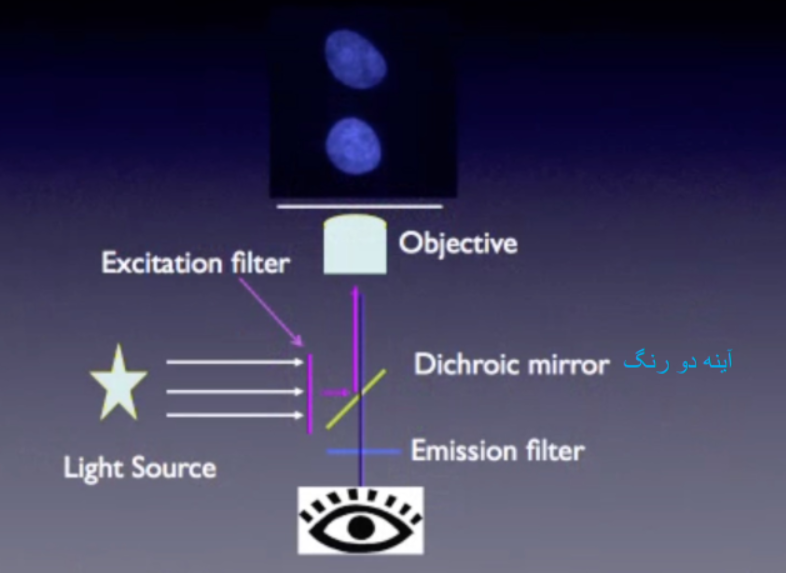 Objective
Excitation filter
Dichroic mirror آینه دو رنگ
Emission filter
Light Source